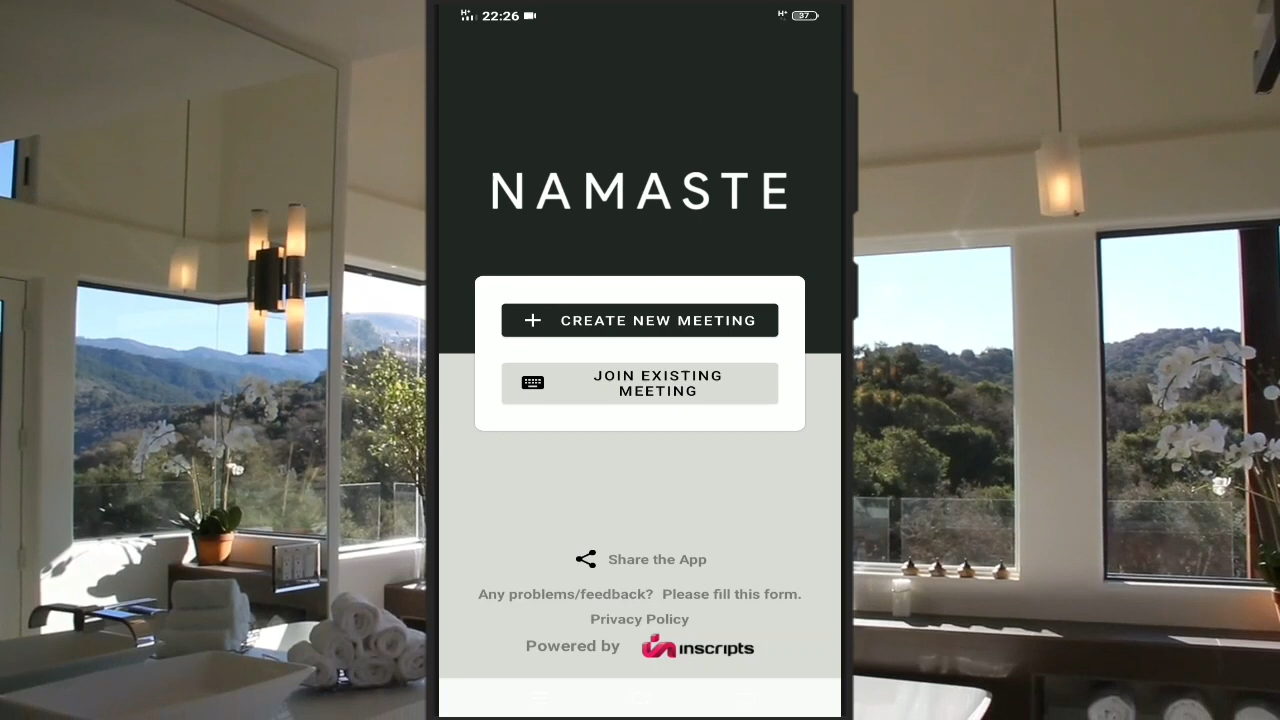 H+ 22:26 H+ 37
NAMASTE
CREATE NEW MEETING
JOIN EXISTING
MEETING
Share the App
Any problems/feedback? Please fill this form.
Privacy Policy
Powered by inscripts